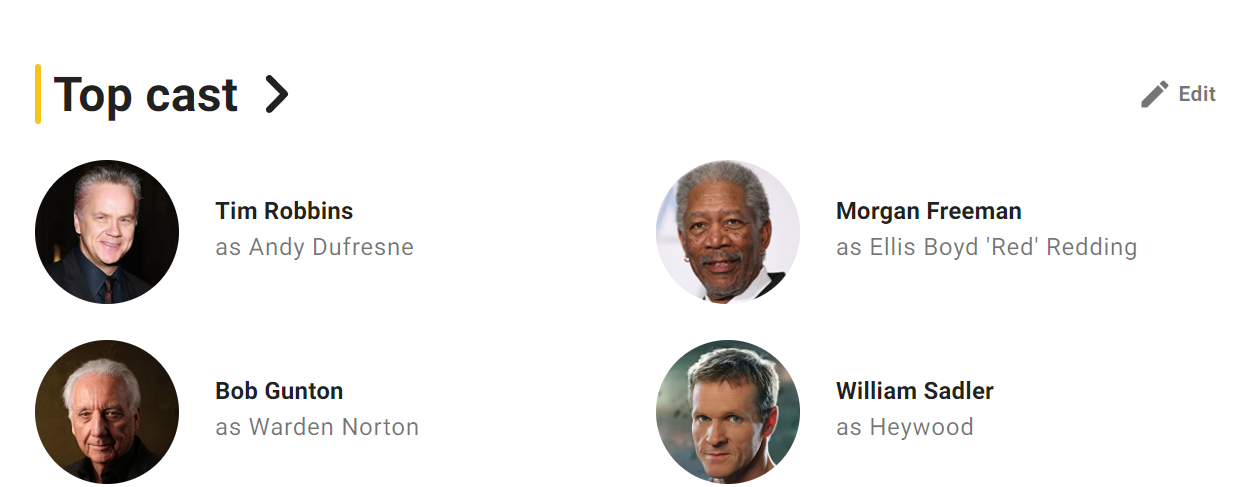 Top cast
Edit
Tim Robbins
as Andy Dufresne
Morgan Freeman
as Ellis Boyd 'Red' Redding
Bob Gunton
as Warden Norton
William Sadler
as Heywood